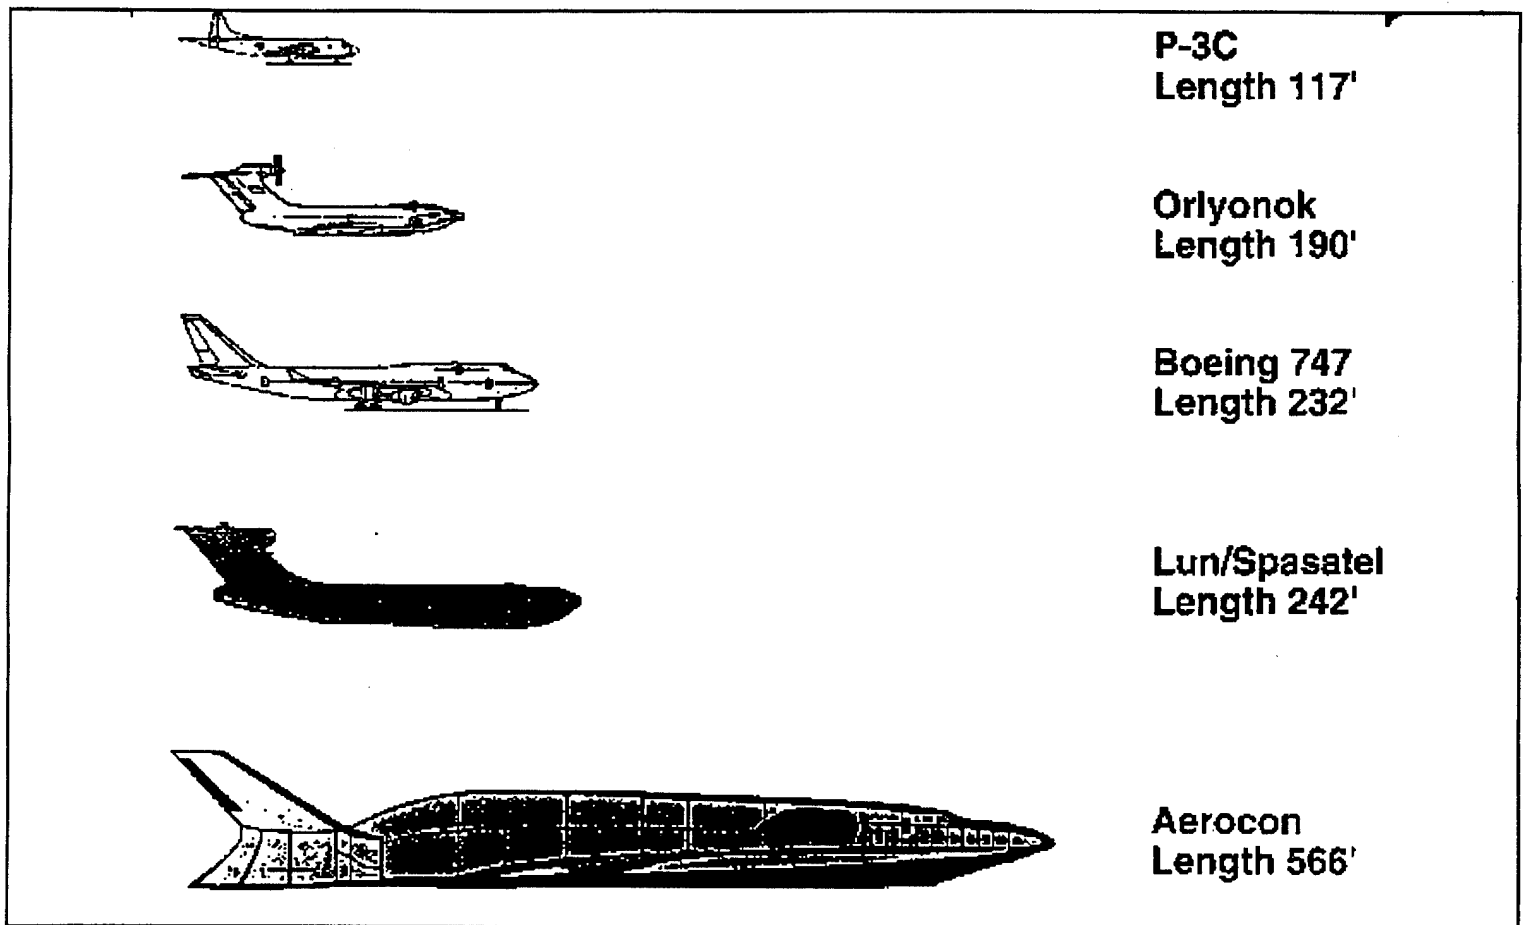 P-3C
Length 117'
Orlyonok
Length 190'
Boeing 747
Length 232'
Lun/Spasatel
Length 242'
Aerocon
Length 566'